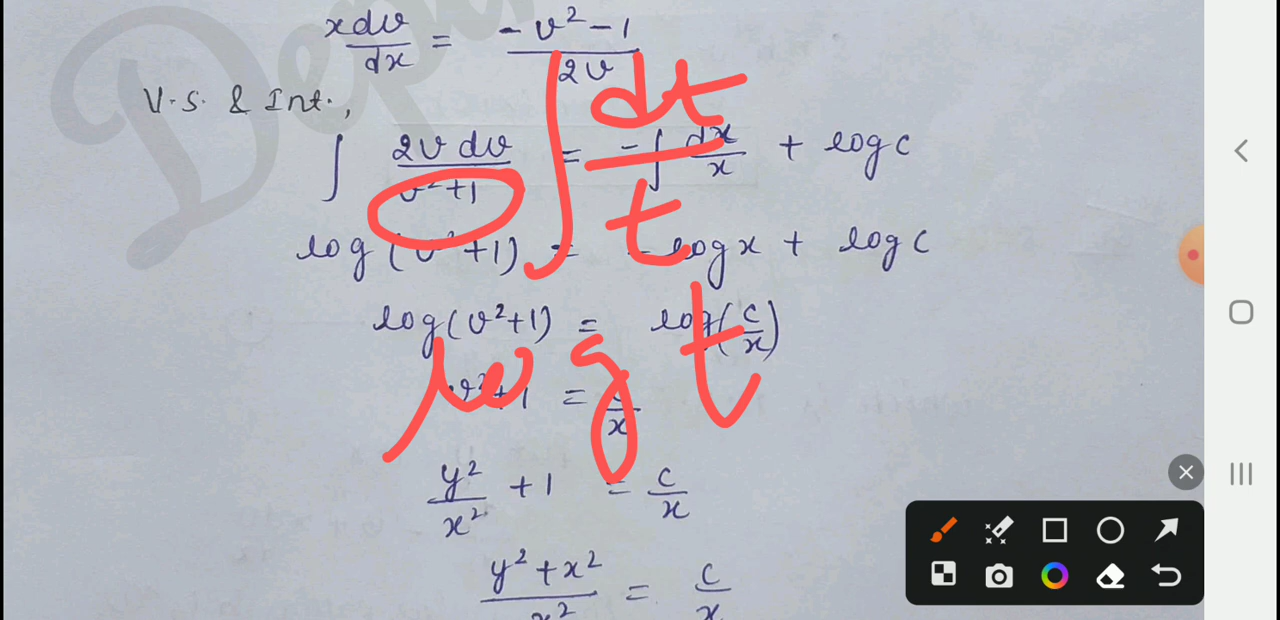 x dv/dx = -v² - 1 / 2v
V.s. & Int.,
∫ 2v dv / v² + 1 = - ∫ dx/x + log c
∫ dt / t
log (v² + 1) = - log x + log c
log (v² + 1) = log (c/x)
log t
v² + 1 = c/x
y²/x² + 1 = c/x
y² + x² / x² = c/x